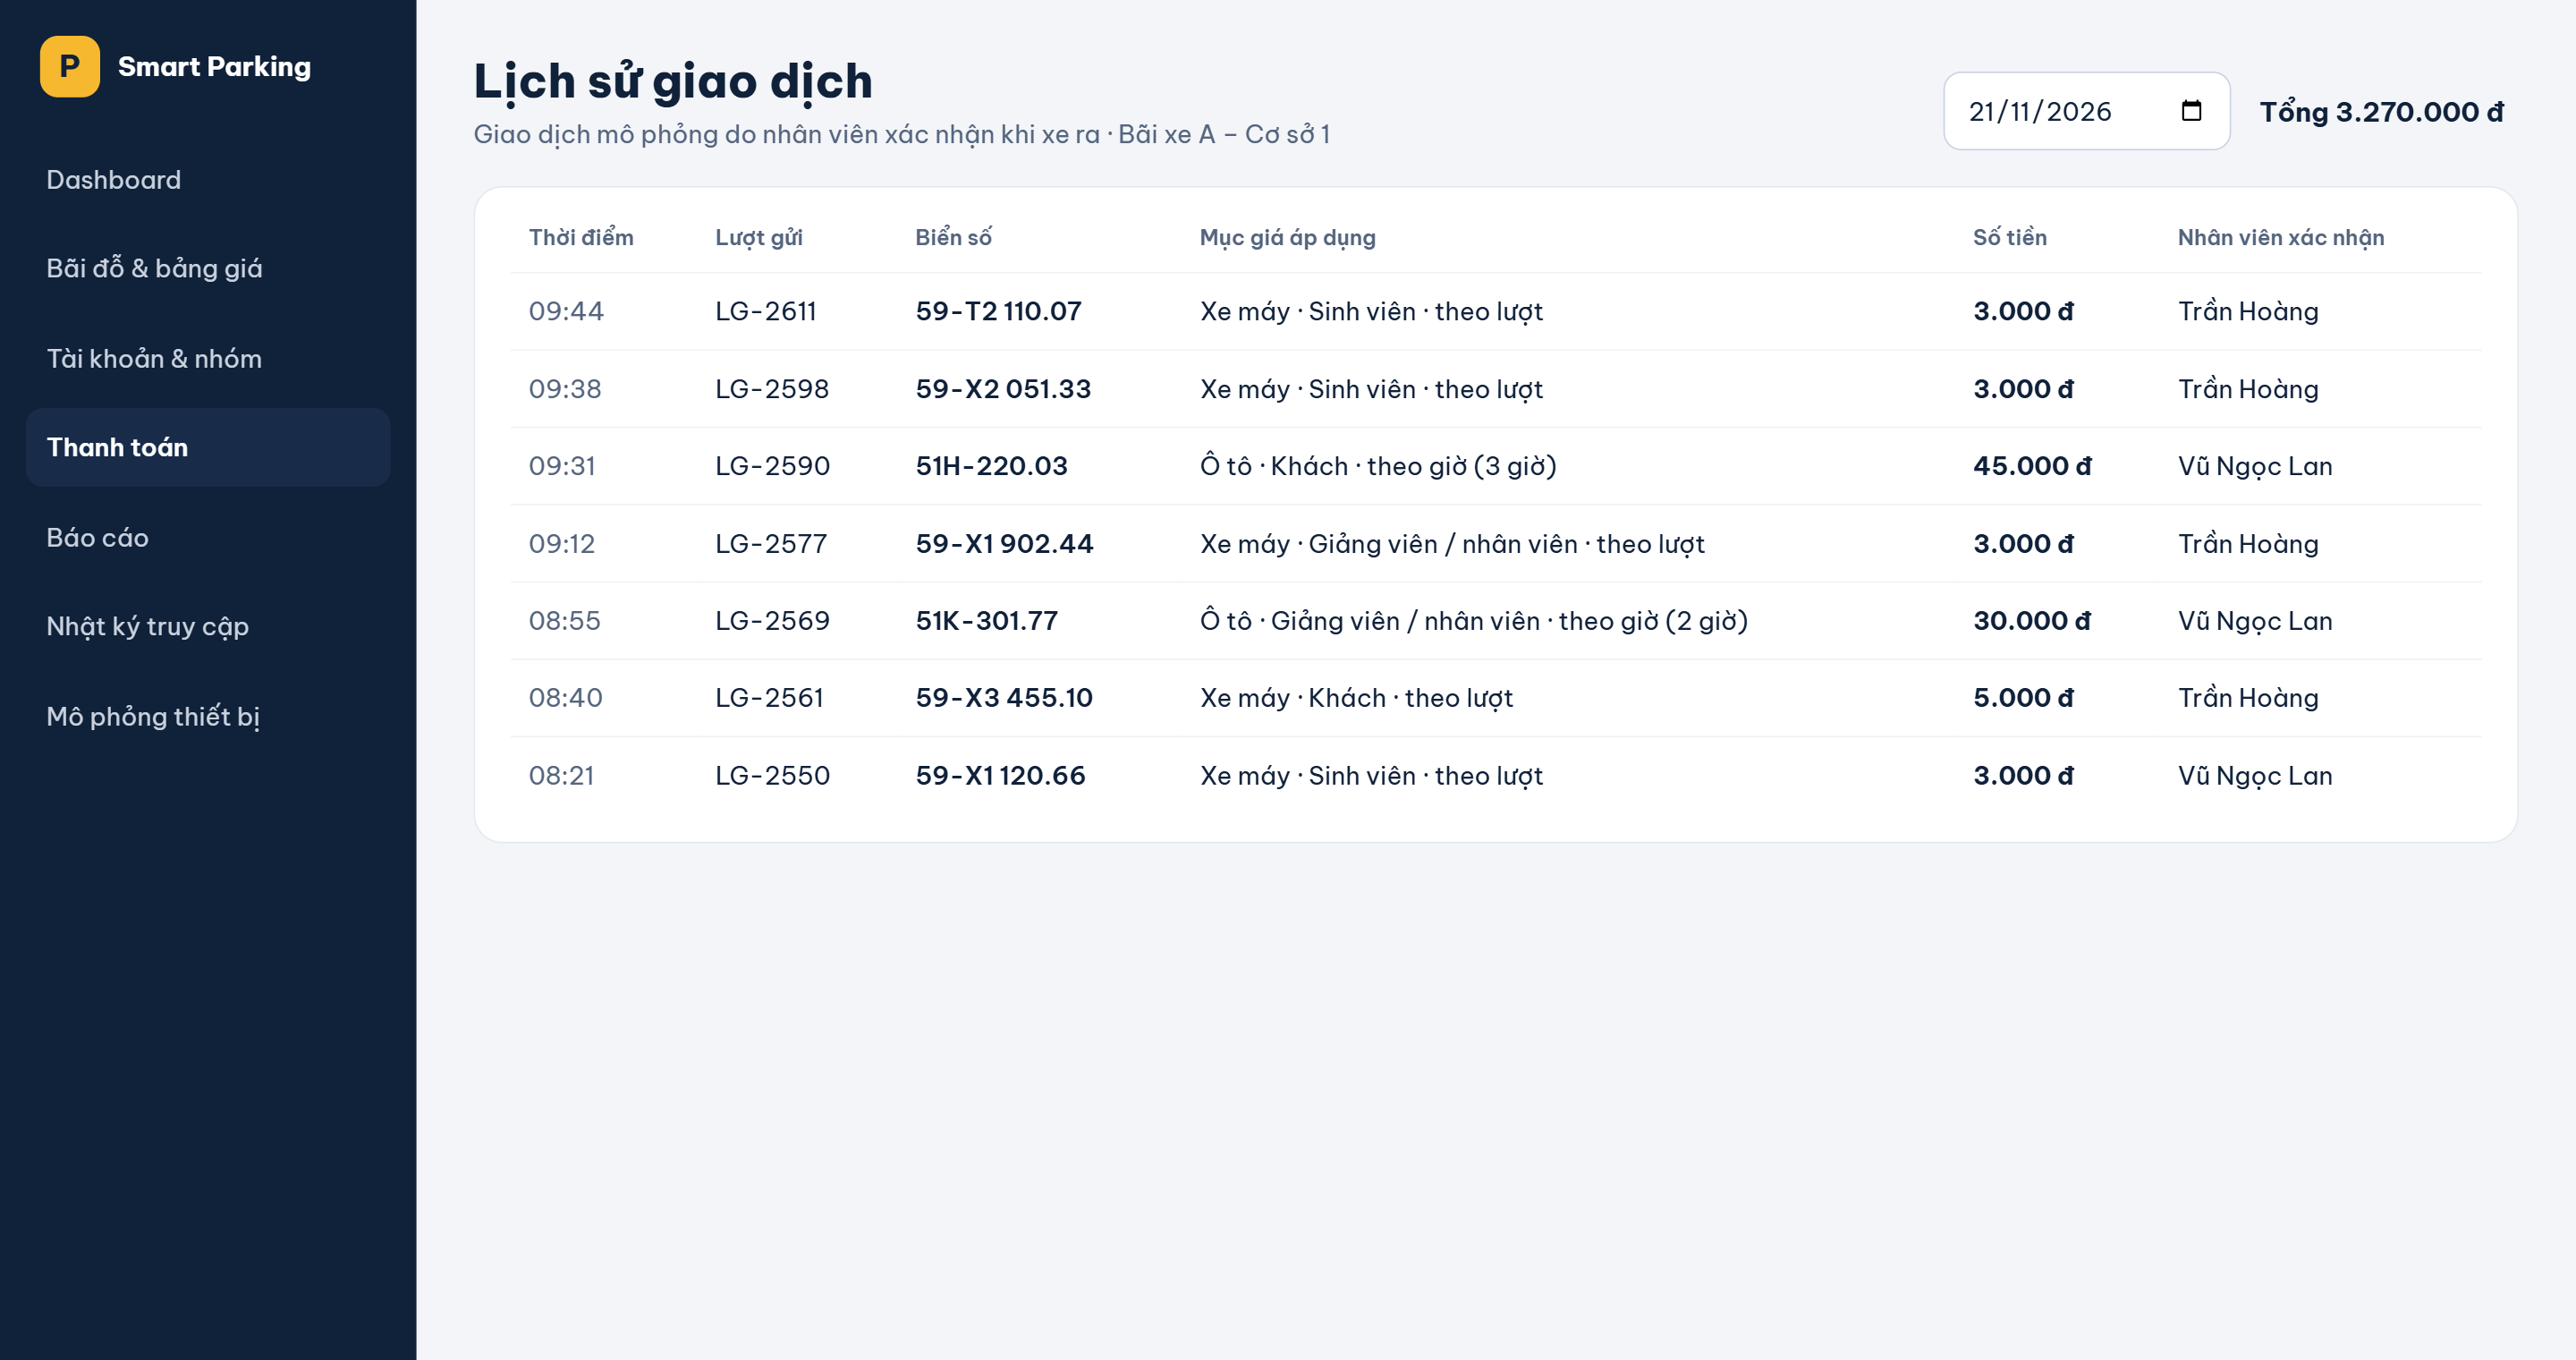 P Smart Parking
Dashboard
Bãi đỗ & bảng giá
Tài khoản & nhóm
Thanh toán
Báo cáo
Nhật ký truy cập
Mô phỏng thiết bị
Lịch sử giao dịch
Giao dịch mô phỏng do nhân viên xác nhận khi xe ra · Bãi xe A – Cơ sở 1
21/11/2026 Tổng 3.270.000 đ
Thời điểm Lượt gửi Biển số Mục giá áp dụng Số tiền Nhân viên xác nhận
09:44 LG-2611 59-T2 110.07 Xe máy · Sinh viên · theo lượt 3.000 đ Trần Hoàng
09:38 LG-2598 59-X2 051.33 Xe máy · Sinh viên · theo lượt 3.000 đ Trần Hoàng
09:31 LG-2590 51H-220.03 Ô tô · Khách · theo giờ (3 giờ) 45.000 đ Vũ Ngọc Lan
09:12 LG-2577 59-X1 902.44 Xe máy · Giảng viên / nhân viên · theo lượt 3.000 đ Trần Hoàng
08:55 LG-2569 51K-301.77 Ô tô · Giảng viên / nhân viên · theo giờ (2 giờ) 30.000 đ Vũ Ngọc Lan
08:40 LG-2561 59-X3 455.10 Xe máy · Khách · theo lượt 5.000 đ Trần Hoàng
08:21 LG-2550 59-X1 120.66 Xe máy · Sinh viên · theo lượt 3.000 đ Vũ Ngọc Lan